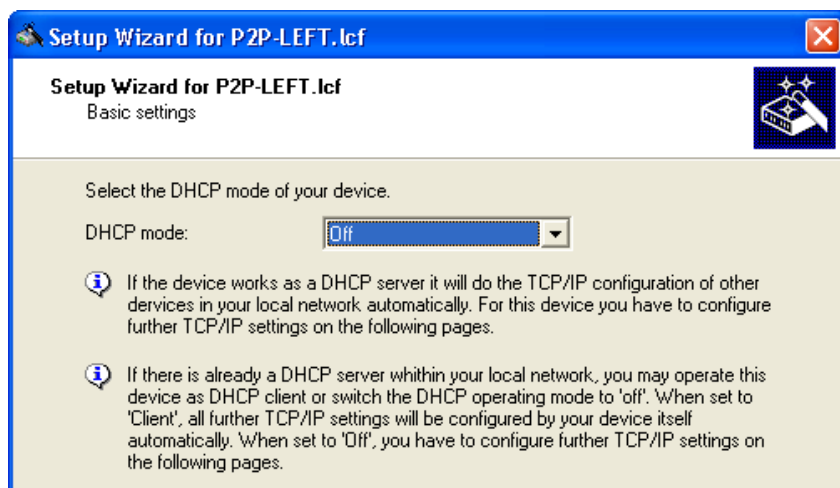 Setup Wizard for P2P-LEFT.lcf
Setup Wizard for P2P-LEFT.lcf
Basic settings
Select the DHCP mode of your device.
DHCP mode:
Off
If the device works as a DHCP server it will do the TCP/IP configuration of other
dervices in your local network automatically. For this device you have to configure
further TCP/IP settings on the following pages.
If there is already a DHCP server whithin your local network, you may operate this
device as DHCP client or switch the DHCP operating mode to 'off'. When set to
'Client', all further TCP/IP settings will be configured by your device itself
automatically. When set to 'Off', you have to configure further TCP/IP settings on
the following pages.